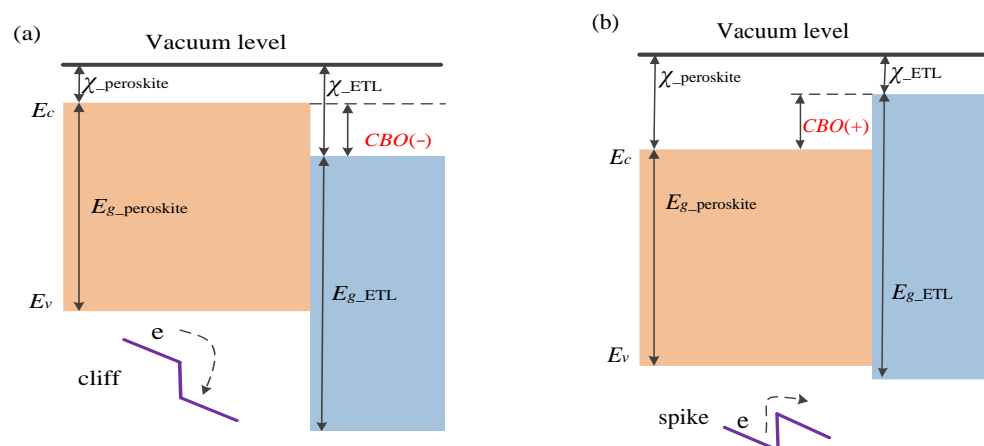 (a)
Vacuum level
χ_peroskite
χ_ETL
Ec
CBO(-)
Eg_peroskite
Eg_ETL
Ev
e
cliff
(b)
Vacuum level
χ_peroskite
χ_ETL
CBO(+)
Ec
Eg_peroskite
Eg_ETL
Ev
spike e